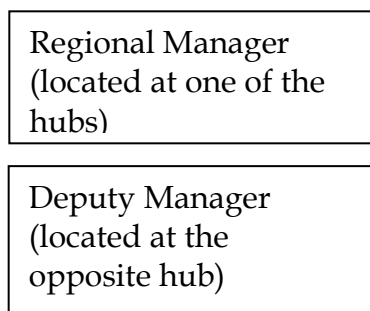 Regional Manager
(located at one of the
hubs)
Deputy Manager
(located at the
opposite hub)